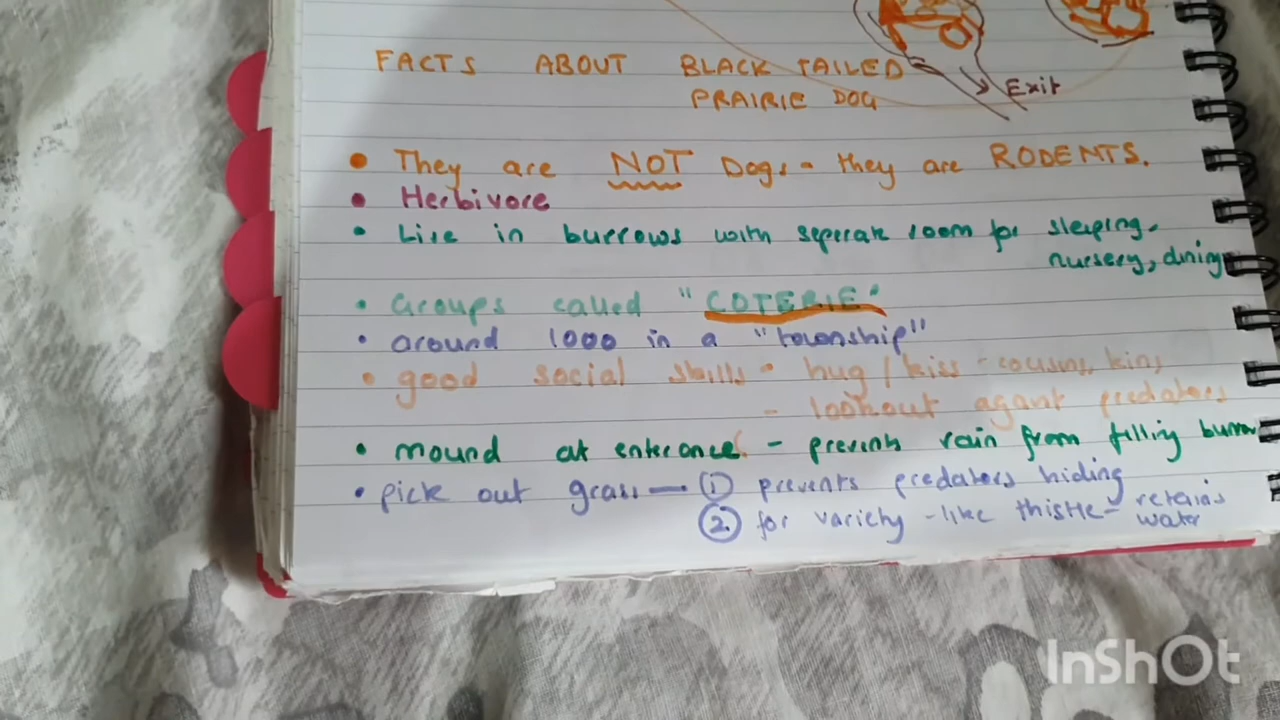 Exit
FACTS ABOUT BLACK TAILED
PRAIRIE DOG
• They are NOT Dogs - they are RODENTS.
• Herbivore
• Live in burrows with seperate room for sleeping,
nursery, dining
• Groups called "COTERIE"
• around 1000 in a "township"
• good social skills • hug/kiss - cousins, kin,
- lookout agant predators
• mound at entrance - prevents rain from filling burrow
• pick out grass — ① prevents predators hiding
② for variety - like thistle - retains
water
InShOt